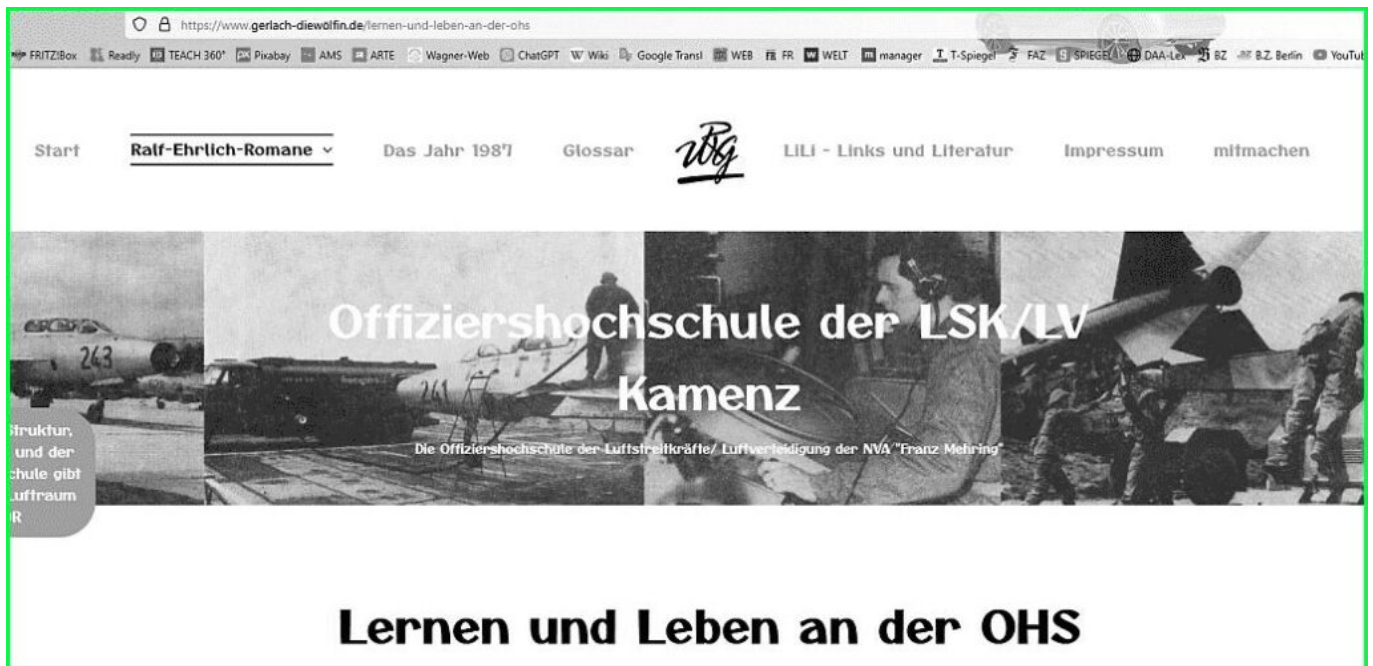 https://www.gerlach-diewölfin.de/lernen-und-leben-an-der-ohs
FRITZ!Box Readly TEACH 360° Pixabay AMS ARTE Wagner-Web ChatGPT W Wiki Google Transl WEB FR WELT manager T-Spiegel FAZ SPIEGEL DAA-Lex BZ B.Z. Berlin YouTub
Start Ralf-Ehrlich-Romane Das Jahr 1987 Glossar LiLi - Links und Literatur Impressum mitmachen
243
241
Offiziershochschule der LSK/LV
Kamenz
Die Offiziershochschule der Luftstreitkräfte/ Luftverteidigung der NVA "Franz Mehring"
Struktur,
und der
chule gibt
Luftraum
R
Lernen und Leben an der OHS